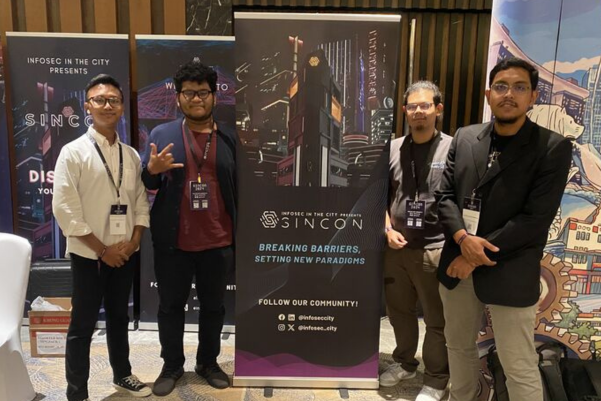 INFOSEC IN THE CITY
PRESENTS
SINCO
DIS
YOU
INFOSEC IN THE CITY PRESENTS
SINCON
BREAKING BARRIERS,
SETTING NEW PARADIGMS
FOLLOW OUR COMMUNITY!
@infoseccity
@infosec_city